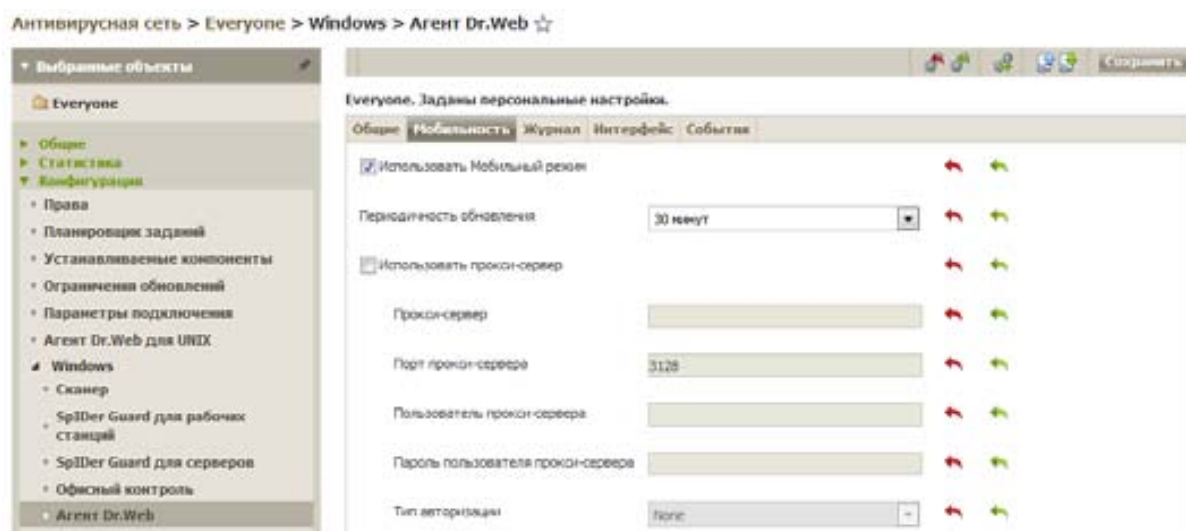 Антивирусная сеть > Everyone > Windows > Агент Dr.Web ☆
▼ Выбранные объекты
Сохранить
Everyone
Everyone. Заданы персональные настройки.
Общие Мобильность Журнал Интерфейс События
► Общие
► Статистика
▼ Конфигурация
Права
Планировщик заданий
Устанавливаемые компоненты
Ограничения обновлений
Параметры подключения
Агент Dr.Web для UNIX
Windows
Сканер
SpIDer Guard для рабочих
станций
SpIDer Guard для серверов
Офисный контроль
Агент Dr.Web
Использовать Мобильный режим
Периодичность обновления 30 минут
Использовать прокси-сервер
Прокси-сервер
Порт прокси-сервера 3128
Пользователь прокси-сервера
Пароль пользователя прокси-сервера
Тип авторизации None